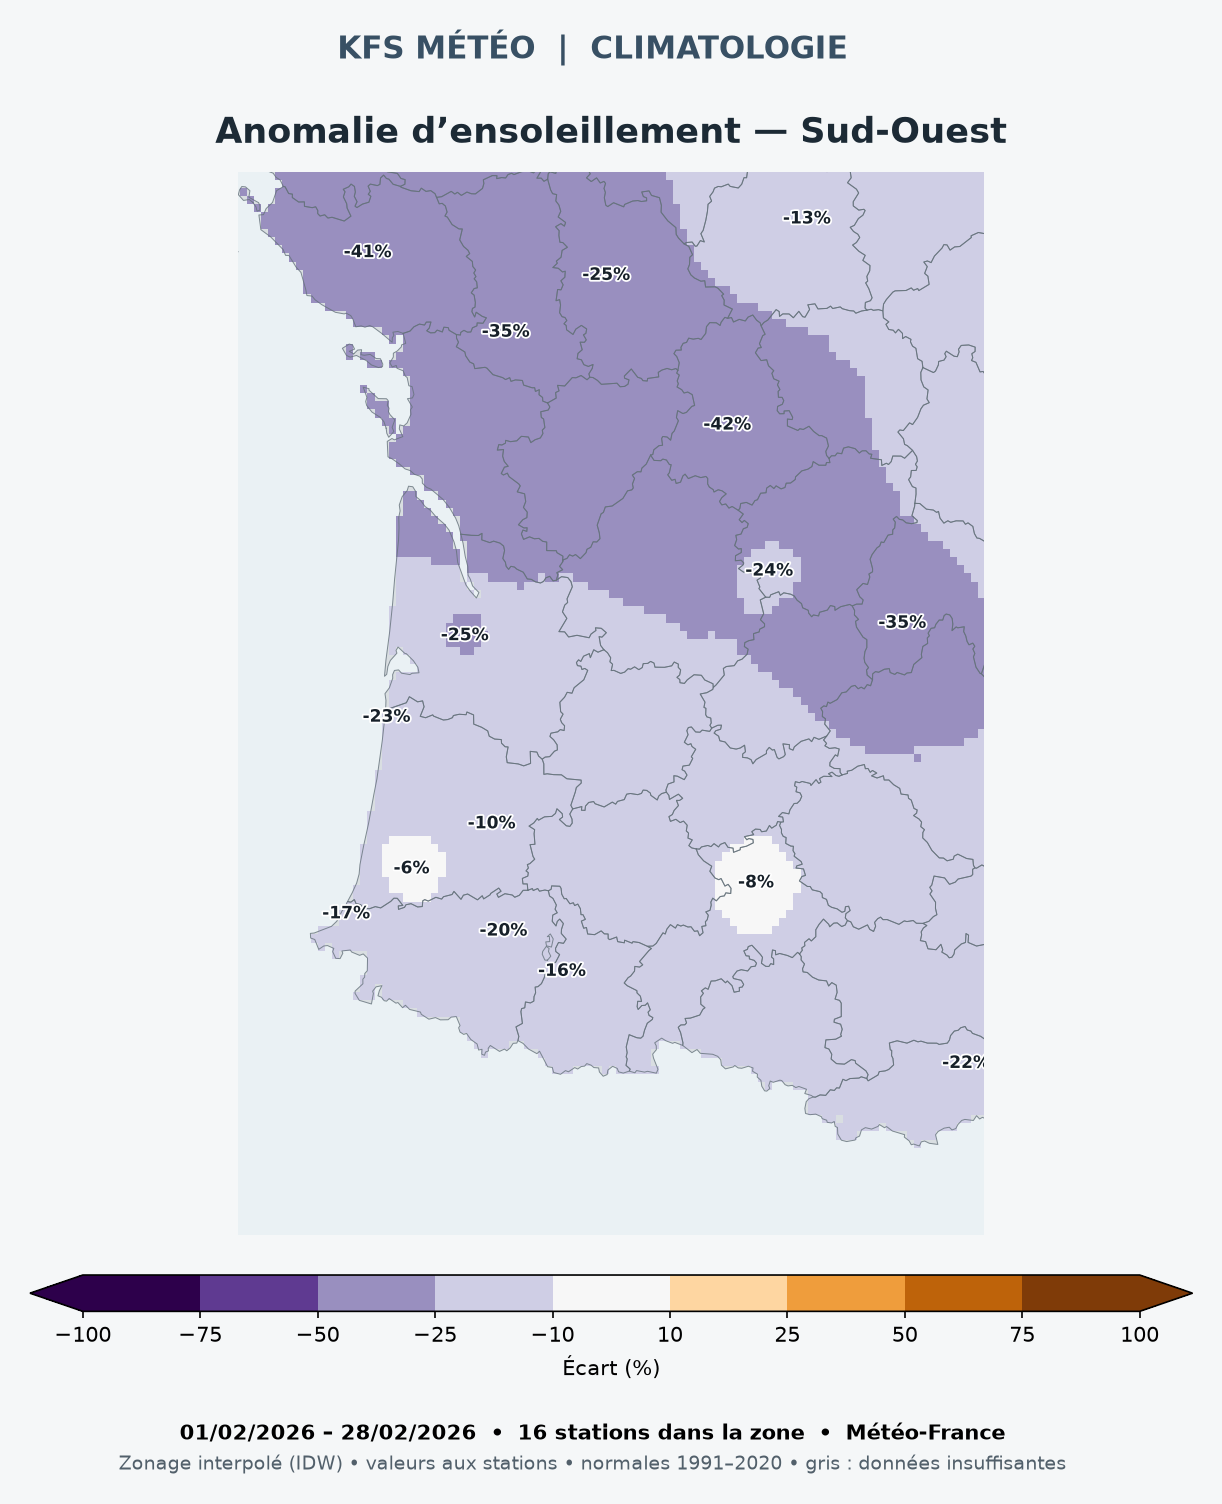 KFS MÉTÉO | CLIMATOLOGIE
Anomalie d’ensoleillement — Sud-Ouest
-13%
-41%
-25%
-35%
-42%
-24%
-35%
-25%
-23%
-10%
-6%
-8%
-17%
-20%
-16%
-22%
−100 −75 −50 −25 −10 10 25 50 75 100
Écart (%)
01/02/2026 – 28/02/2026 • 16 stations dans la zone • Météo-France
Zonage interpolé (IDW) • valeurs aux stations • normales 1991–2020 • gris : données insuffisantes